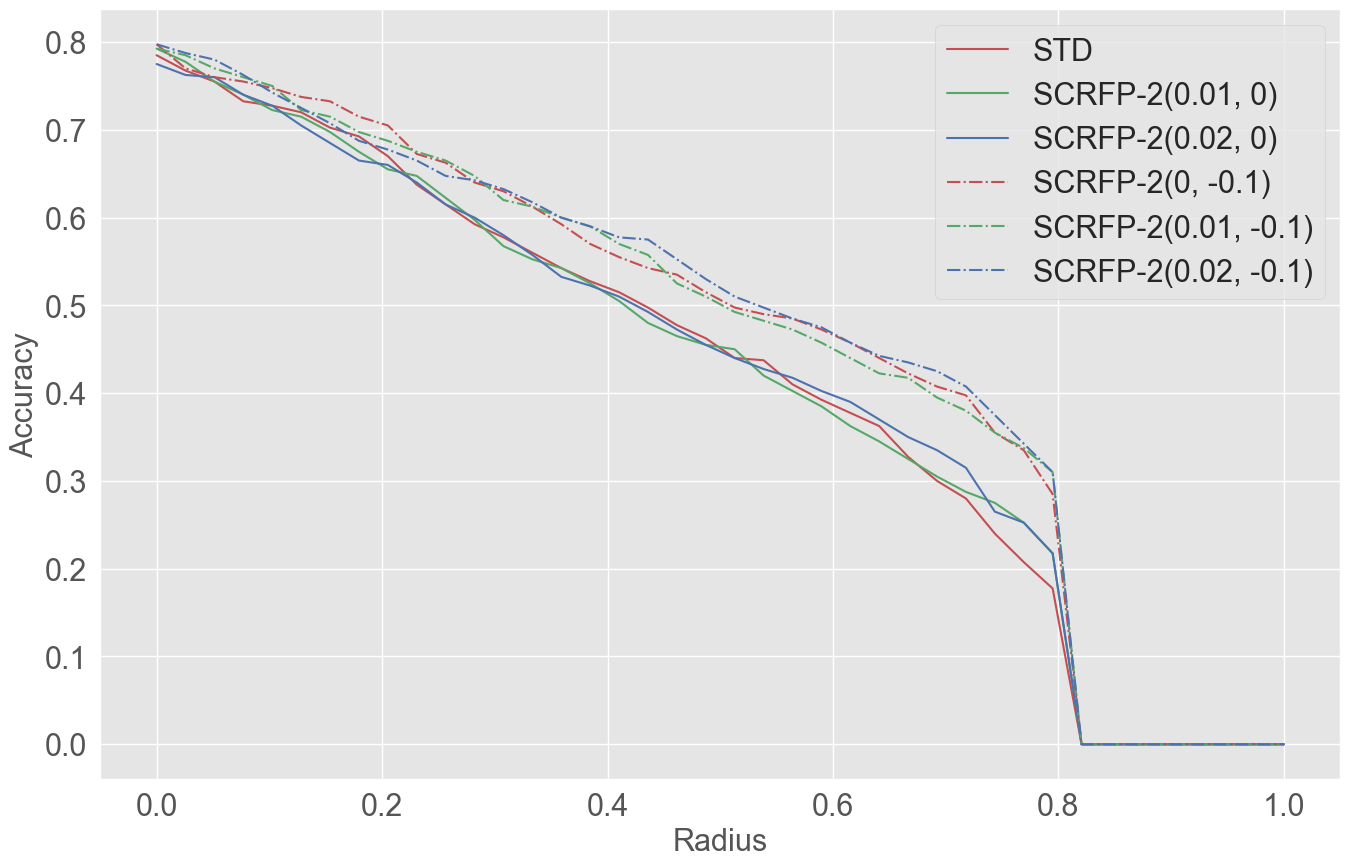 0.8
0.7
0.6
0.5
0.4
0.3
0.2
0.1
0.0
Accuracy
STD
SCRFP-2(0.01, 0)
SCRFP-2(0.02, 0)
SCRFP-2(0, -0.1)
SCRFP-2(0.01, -0.1)
SCRFP-2(0.02, -0.1)
0.0 0.2 0.4 0.6 0.8 1.0
Radius